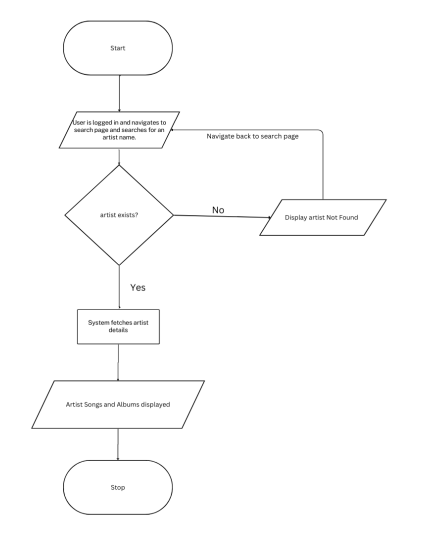 Start
User is logged in and navigates to
search page and searches for an
artist name.
Navigate back to search page
artist exists?
No
Display artist Not Found
Yes
System fetches artist
details
Artist Songs and Albums displayed
Stop